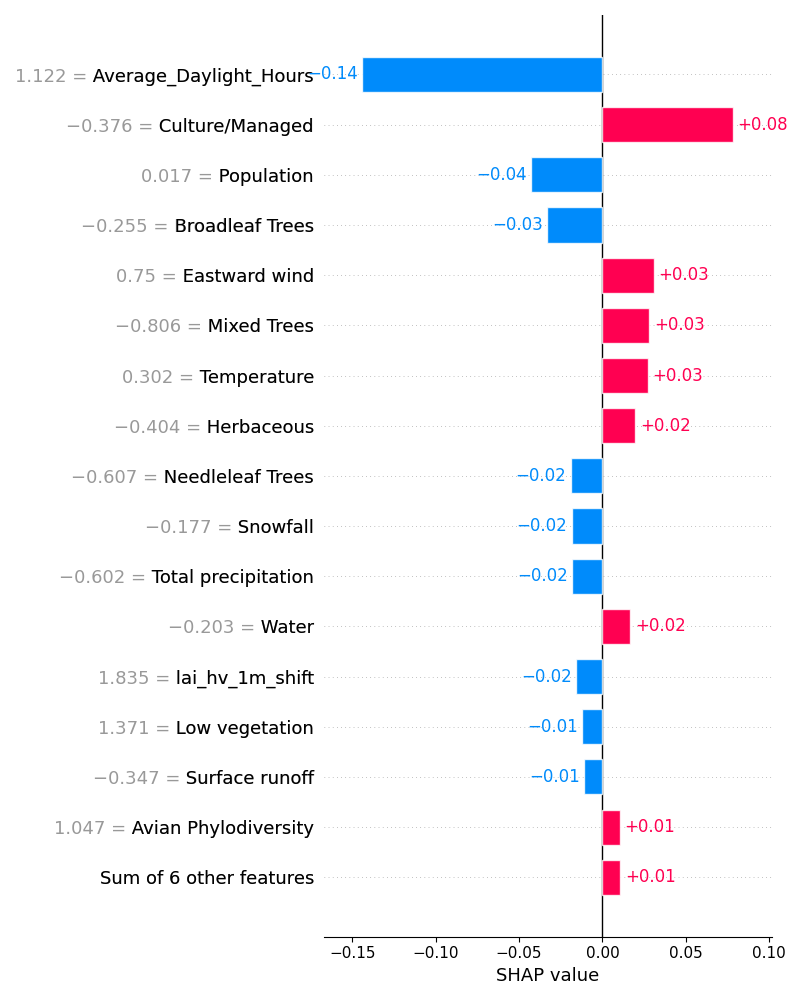 1.122 = Average_Daylight_Hours −0.14
−0.376 = Culture/Managed +0.08
0.017 = Population −0.04
−0.255 = Broadleaf Trees −0.03
0.75 = Eastward wind +0.03
−0.806 = Mixed Trees +0.03
0.302 = Temperature +0.03
−0.404 = Herbaceous +0.02
−0.607 = Needleleaf Trees −0.02
−0.177 = Snowfall −0.02
−0.602 = Total precipitation −0.02
−0.203 = Water +0.02
1.835 = lai_hv_1m_shift −0.02
1.371 = Low vegetation −0.01
−0.347 = Surface runoff −0.01
1.047 = Avian Phylodiversity +0.01
Sum of 6 other features +0.01
−0.15 −0.10 −0.05 0.00 0.05 0.10
SHAP value